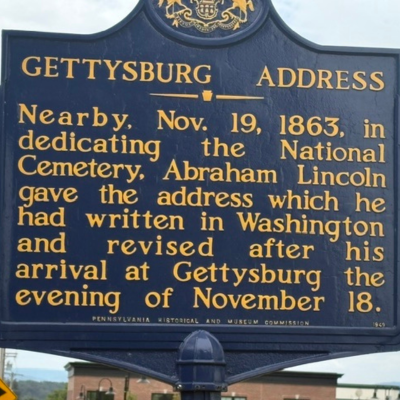 GETTYSBURG ADDRESS
Nearby, Nov. 19, 1863, in
dedicating the National
Cemetery, Abraham Lincoln
gave the address which he
had written in Washington
and revised after his
arrival at Gettysburg the
evening of November 18.
PENNSYLVANIA HISTORICAL AND MUSEUM COMMISSION